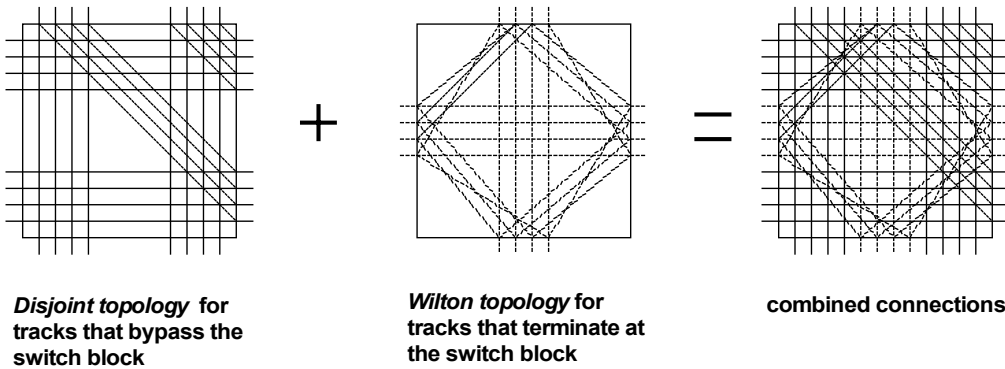 Disjoint topology for
tracks that bypass the
switch block
Wilton topology for
tracks that terminate at
the switch block
combined connections